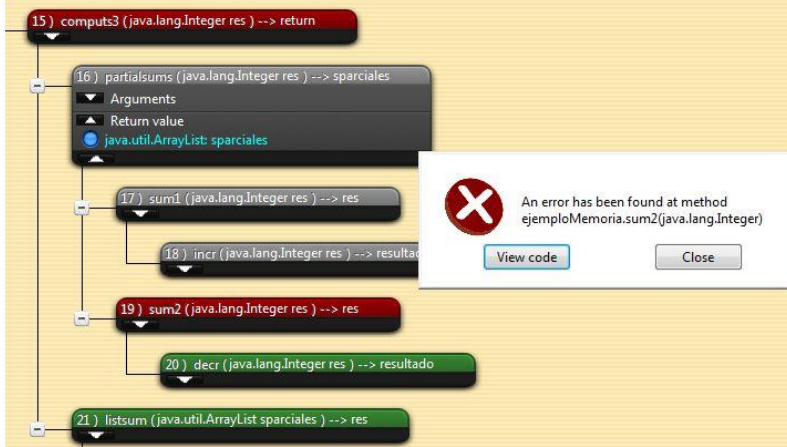 15 ) computs3 (java.lang.Integer res ) --> return
16 ) partialsums (java.lang.Integer res ) --> sparciales
Arguments
Return value
java.util.ArrayList: sparciales
17 ) sum1 (java.lang.Integer res ) --> res
18 ) incr (java.lang.Integer res ) --> resultado
An error has been found at method
ejemploMemoria.sum2(java.lang.Integer)
View code
Close
19 ) sum2 (java.lang.Integer res ) --> res
20 ) decr (java.lang.Integer res ) --> resultado
21 ) listsum (java.util.ArrayList sparciales ) --> res